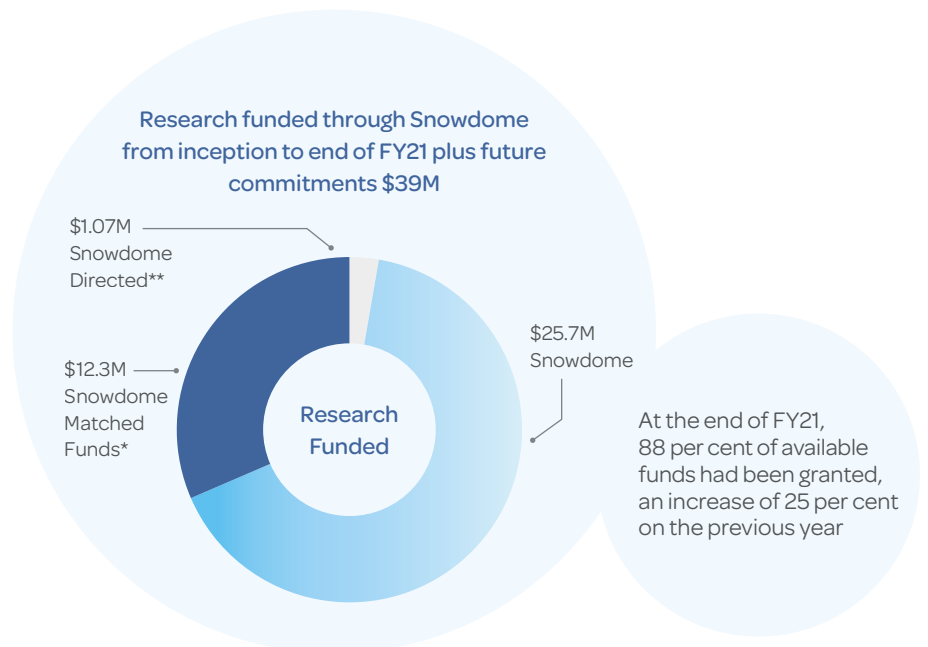 Research funded through Snowdome
from inception to end of FY21 plus future
commitments $39M
$1.07M
Snowdome
Directed**
$12.3M
Snowdome
Matched
Funds*
Research
Funded
$25.7M
Snowdome
At the end of FY21,
88 per cent of available
funds had been granted,
an increase of 25 per cent
on the previous year